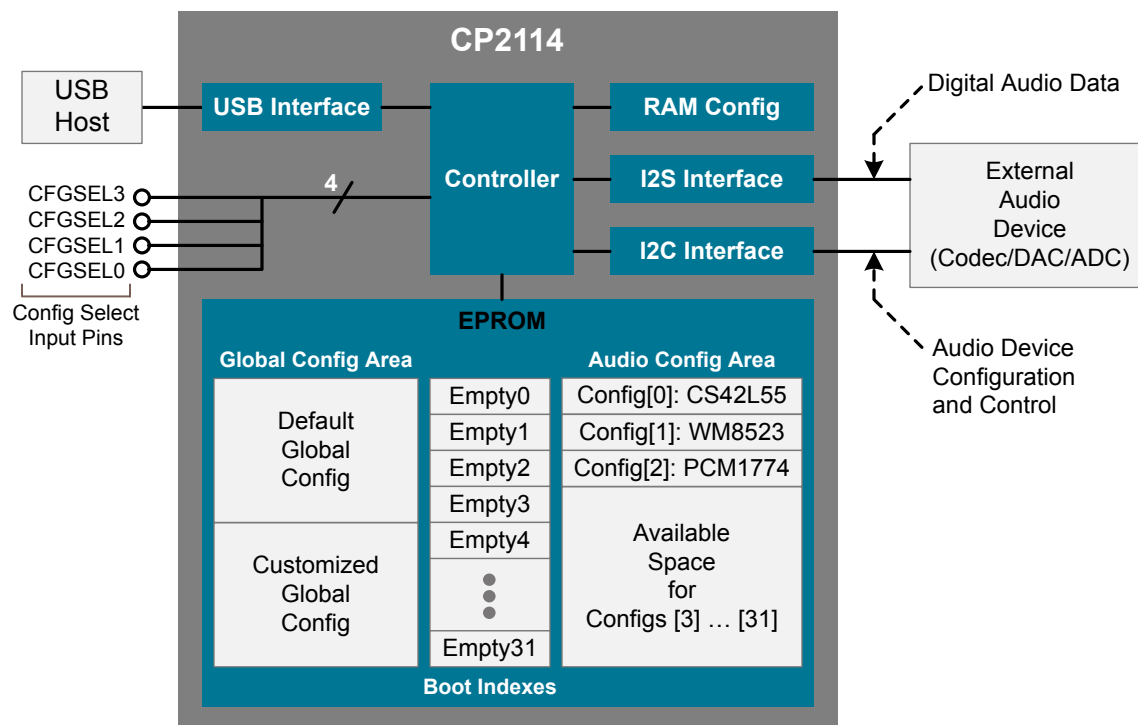 CP2114
USB
Host
USB Interface
Controller
RAM Config
I2S Interface
I2C Interface
Digital Audio Data
External
Audio
Device
(Codec/DAC/ADC)
Audio Device
Configuration
and Control
4
CFGSEL3
CFGSEL2
CFGSEL1
CFGSEL0
Config Select
Input Pins
EPROM
Global Config Area
Default
Global
Config
Customized
Global
Config
Empty0
Empty1
Empty2
Empty3
Empty4
Empty31
Boot Indexes
Audio Config Area
Config[0]: CS42L55
Config[1]: WM8523
Config[2]: PCM1774
Available
Space
for
Configs [3] … [31]